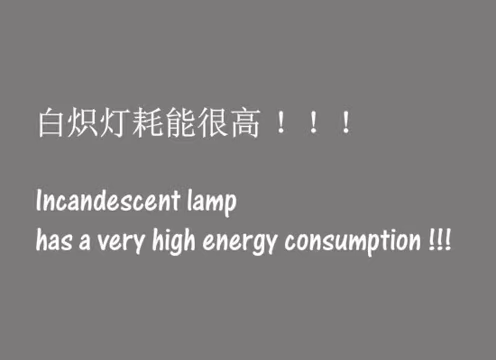 白炽灯耗能很高！！！
Incandescent lamp
has a very high energy consumption !!!